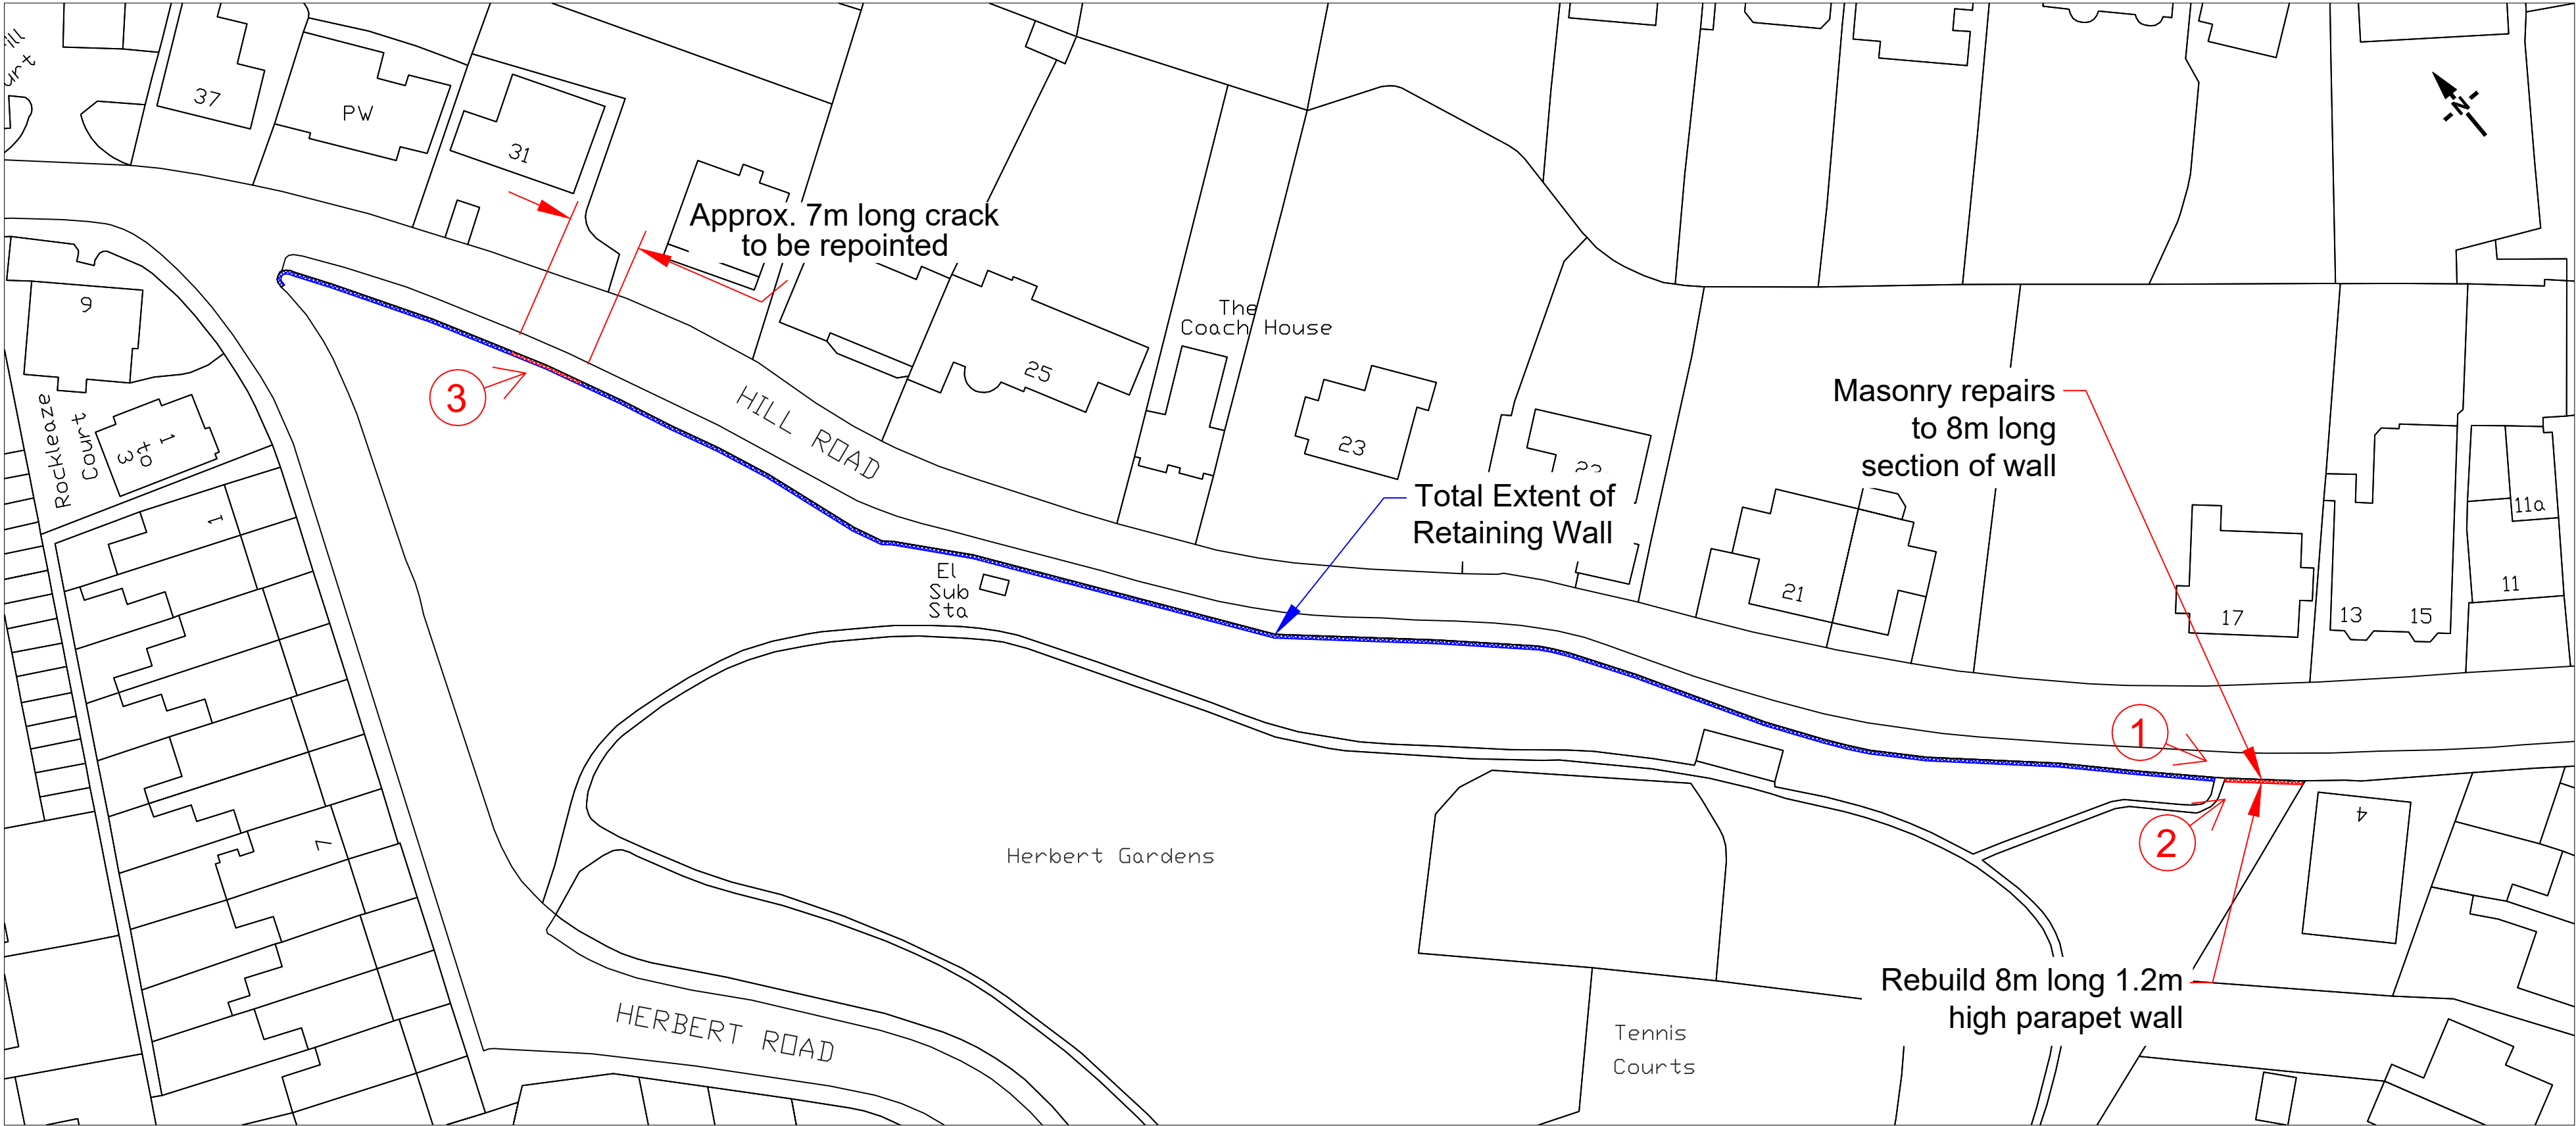 37
PW
31
Approx. 7m long crack
to be repointed
N
9
The
Coach House
25
HILL ROAD
3
Rockleaze
Court
1
to
3
23
Masonry repairs
to 8m long
section of wall
Total Extent of
Retaining Wall
11a
11
El
Sub
Sta
21
17
13
15
1
1
2
4
7
Herbert Gardens
Rebuild 8m long 1.2m
high parapet wall
HERBERT ROAD
Tennis
Courts